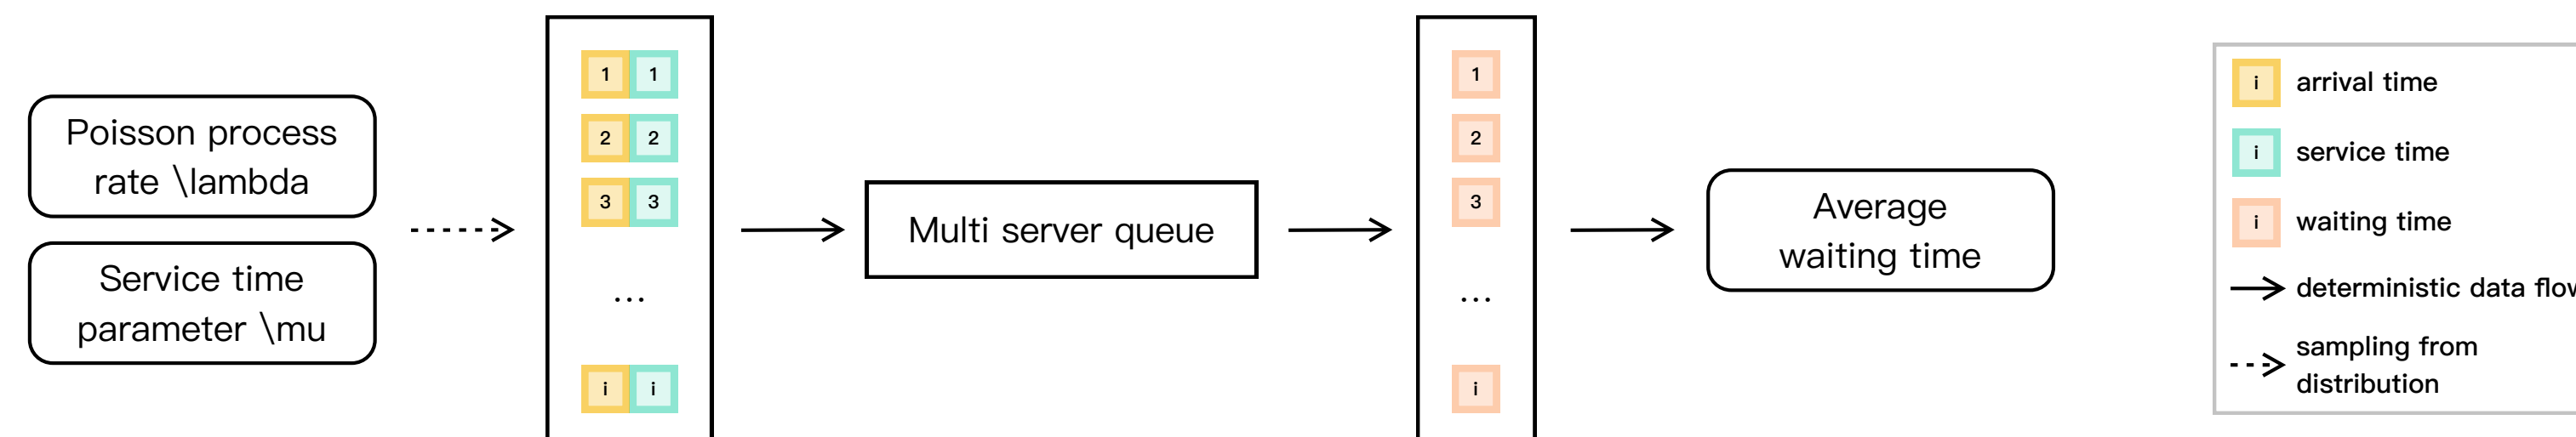 Poisson process
rate \lambda
Service time
parameter \mu
1 1
2 2
3 3
...
i i
Multi server queue
1
2
3
...
i
Average
waiting time
i arrival time
i service time
i waiting time
deterministic data flow
sampling from
distribution